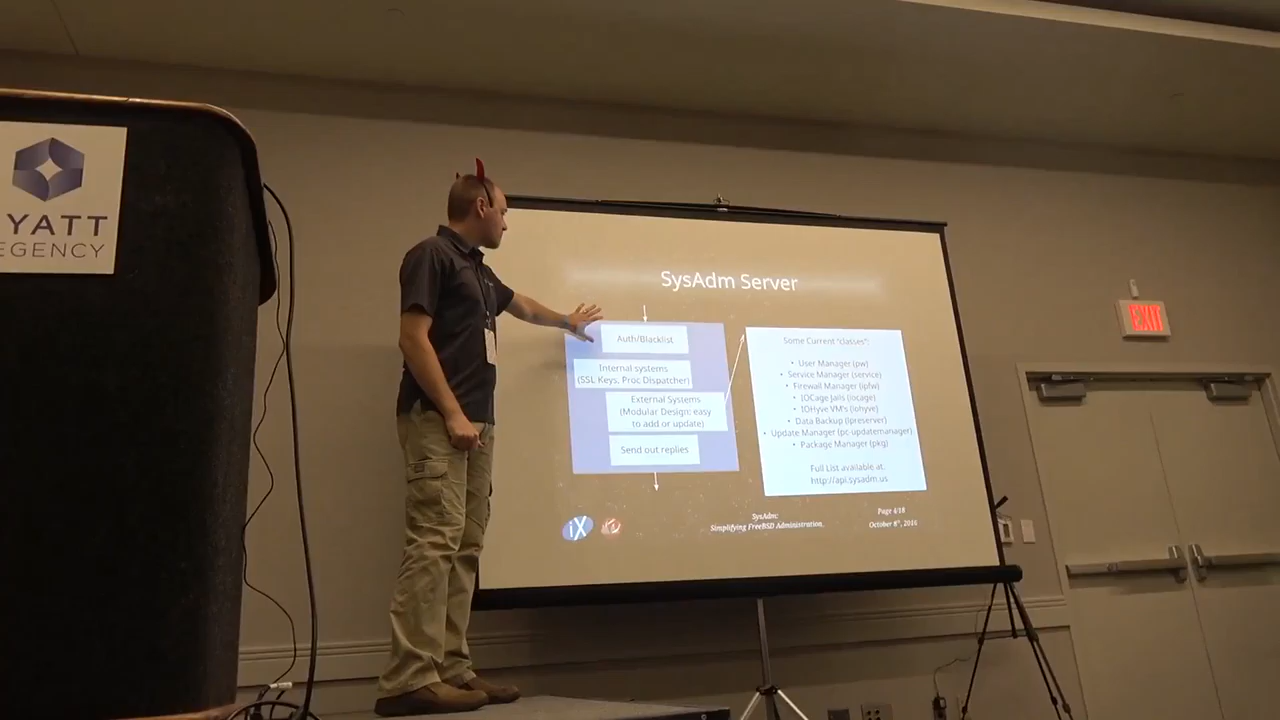 YATT
EGENCY
SysAdm Server
Auth/Blacklist
Internal systems
(SSL Keys, Proc Dispatcher)
External Systems
(Modular Design: easy
to add or update)
Send out replies
Some Current "classes":
• User Manager (pw)
• Service Manager (service)
• Firewall Manager (ipfw)
• IOCage Jails (iocage)
• IOHyve VM's (iohyve)
• Data Backup (lpreserver)
• Update Manager (pc-updatemanager)
• Package Manager (pkg)
Full List available at:
http://api.sysadm.us
iX
SysAdm:
Simplifying FreeBSD Administration.
Page 4/18
October 8th, 2016
EXIT